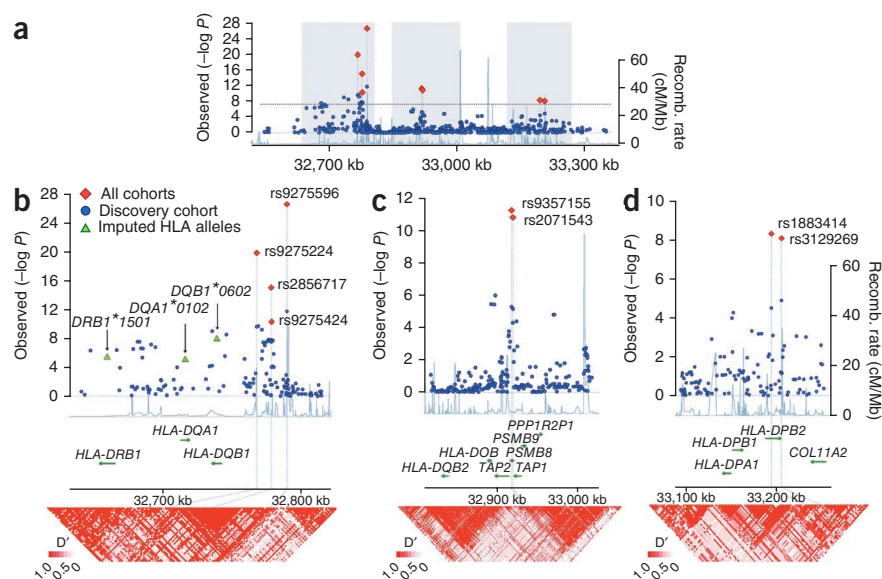 a
Observed (–log P)
28
24
20
16
12
8
4
0
60
40
20
0
Recomb. rate
(cM/Mb)
32,700 kb
33,000 kb
33,300 kb
b
Observed (–log P)
28
24
20
16
12
8
4
0
All cohorts
Discovery cohort
Imputed HLA alleles
rs9275596
rs9275224
rs2856717
rs9275424
DQB1*0602
DQA1*0102
DRB1*1501
HLA-DQA1
HLA-DRB1
HLA-DQB1
32,700 kb
32,800 kb
D′
1.0
0.5
0
c
Observed (–log P)
12
10
8
6
4
2
0
rs9357155
rs2071543
PPP1R2P1
PSMB9
HLA-DOB
PSMB8
HLA-DQB2
TAP2
TAP1
32,900 kb
33,000 kb
D′
1.0
0.5
0
d
Observed (–log P)
10
8
6
4
2
0
rs1883414
rs3129269
60
40
20
0
Recomb. rate (cM/Mb)
HLA-DPB2
HLA-DPB1
HLA-DPA1
COL11A2
33,100 kb
33,200 kb
D′
1.0
0.5
0